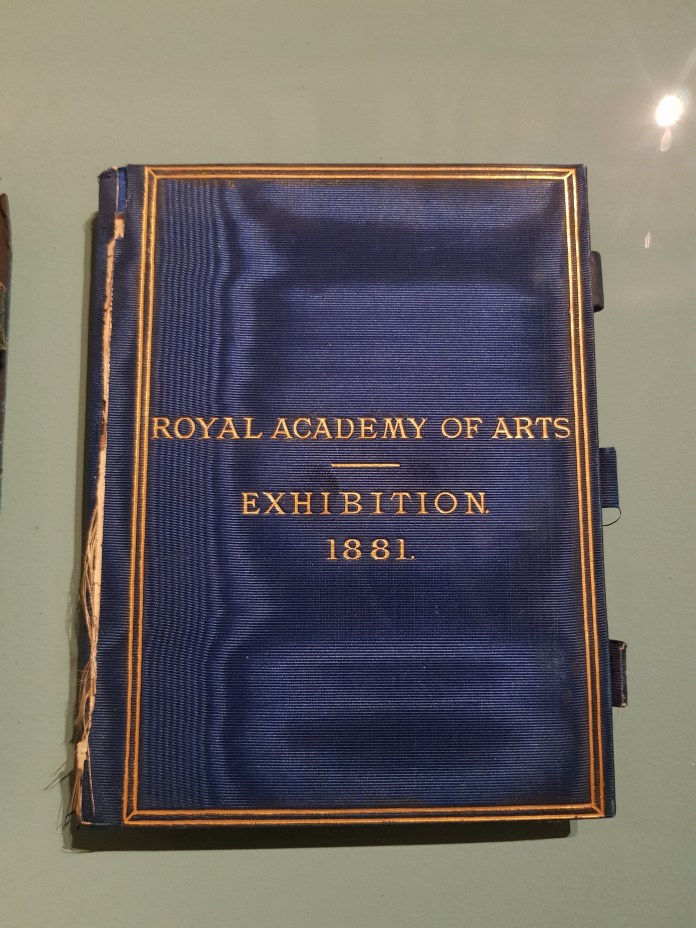 ROYAL ACADEMY OF ARTS
EXHIBITION.
1881.